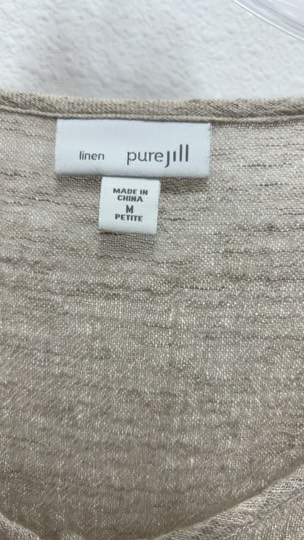 linen purejill
MADE IN
CHINA
M
PETITE